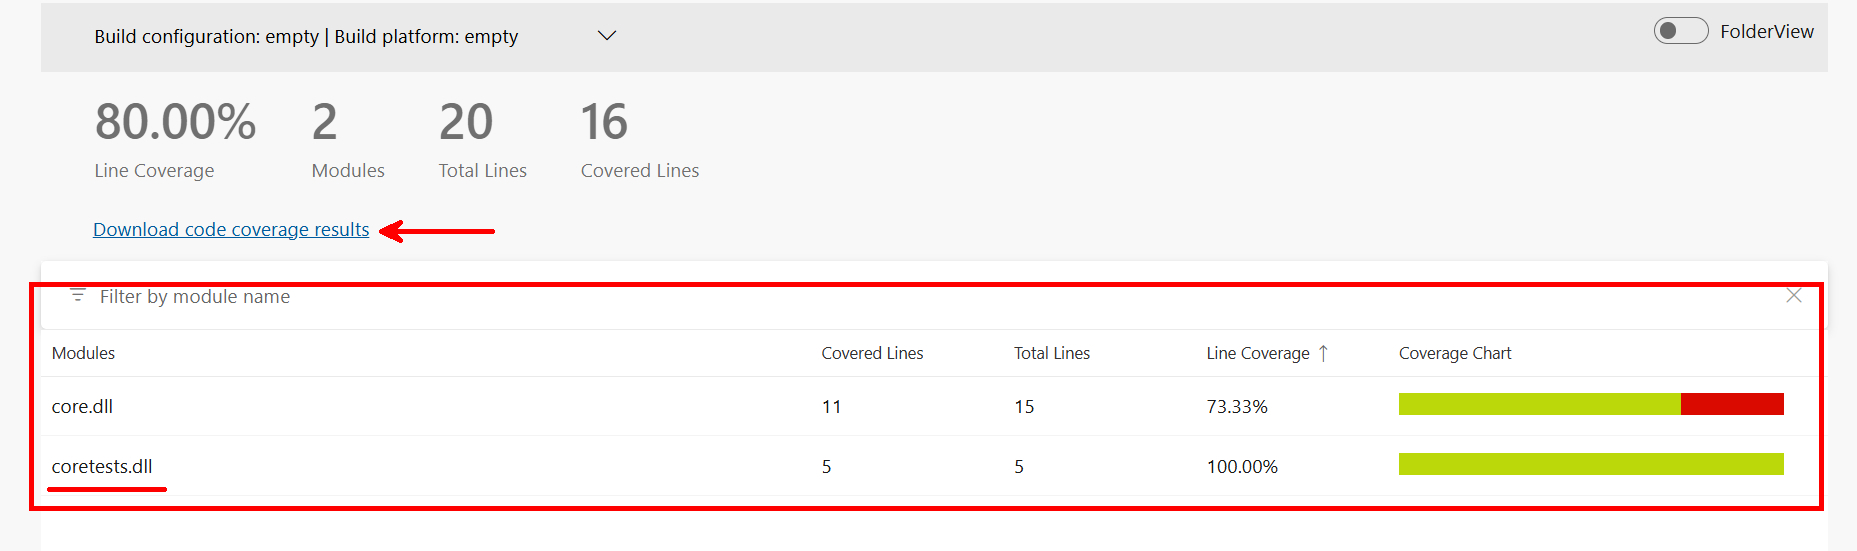 Build configuration: empty | Build platform: empty
FolderView
80.00% 2 20 16
Line Coverage Modules Total Lines Covered Lines
Download code coverage results
Filter by module name
Modules Covered Lines Total Lines Line Coverage ↑ Coverage Chart
core.dll 11 15 73.33%
coretests.dll 5 5 100.00%